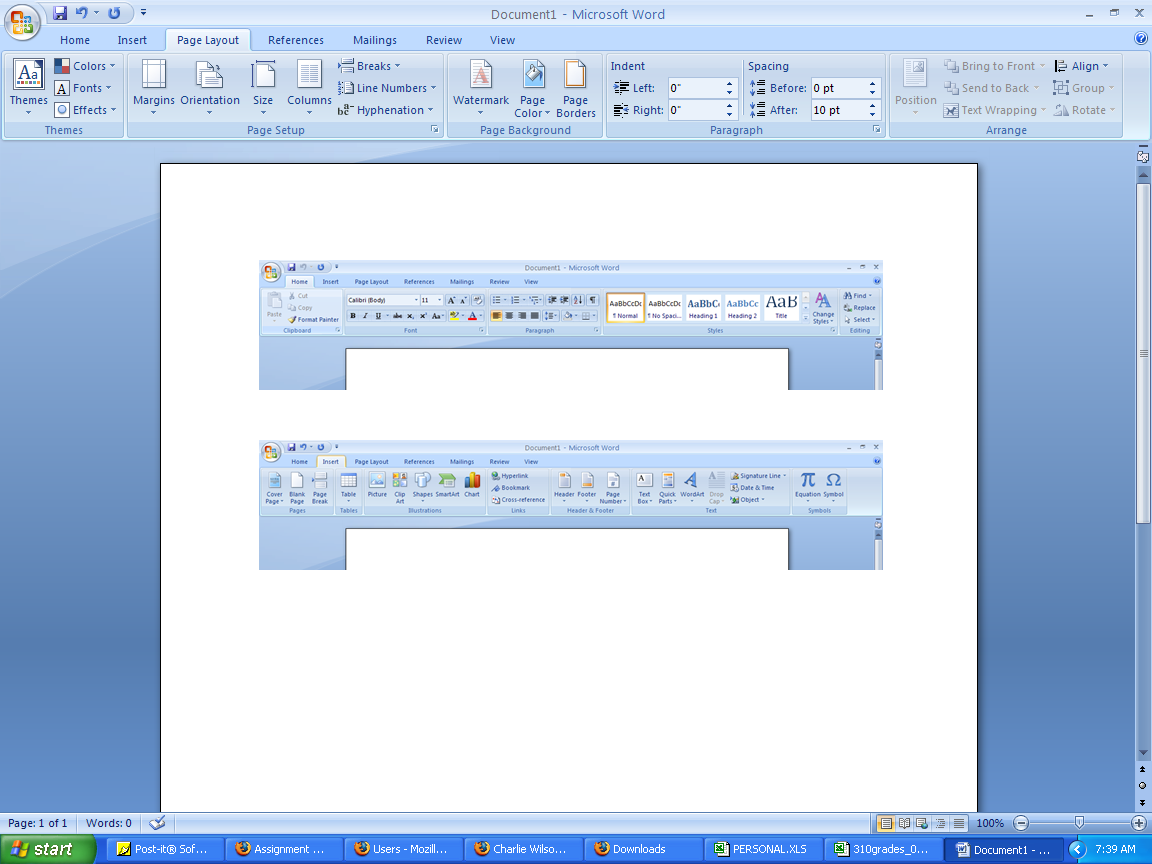 Document1 - Microsoft Word
Home Insert Page Layout References Mailings Review View
Themes
Colors
Fonts
Effects
Themes
Margins Orientation Size Columns
Breaks
Line Numbers
Hyphenation
Page Setup
Watermark Page Color Page Borders
Page Background
Indent
Left: 0"
Right: 0"
Spacing
Before: 0 pt
After: 10 pt
Paragraph
Position
Bring to Front
Send to Back
Text Wrapping
Align
Group
Rotate
Arrange
Document1 - Microsoft Word
Home Insert Page Layout References Mailings Review View
Paste
Cut
Copy
Format Painter
Clipboard
Calibri (Body) 11
B I U abc x₂ x² Aa
Font
Paragraph
AaBbCcDc AaBbCcDc AaBbC AaBbCc AaB
¶ Normal ¶ No Spaci... Heading 1 Heading 2 Title
Change Styles
Styles
Find
Replace
Select
Editing
Document1 - Microsoft Word
Home Insert Page Layout References Mailings Review View
Cover Page Blank Page Page Break
Pages
Table
Tables
Picture Clip Art Shapes SmartArt Chart
Illustrations
Hyperlink
Bookmark
Cross-reference
Links
Header Footer Page Number
Header & Footer
Text Box Quick Parts WordArt Drop Cap
Signature Line
Date & Time
Object
Text
π Ω
Equation Symbol
Symbols
Page: 1 of 1 Words: 0
100%
start Post-it® Sof... Assignment ... Users - Mozill... Charlie Wilso... Downloads PERSONAL.XLS 310grades_0... Document1 - ... 7:39 AM